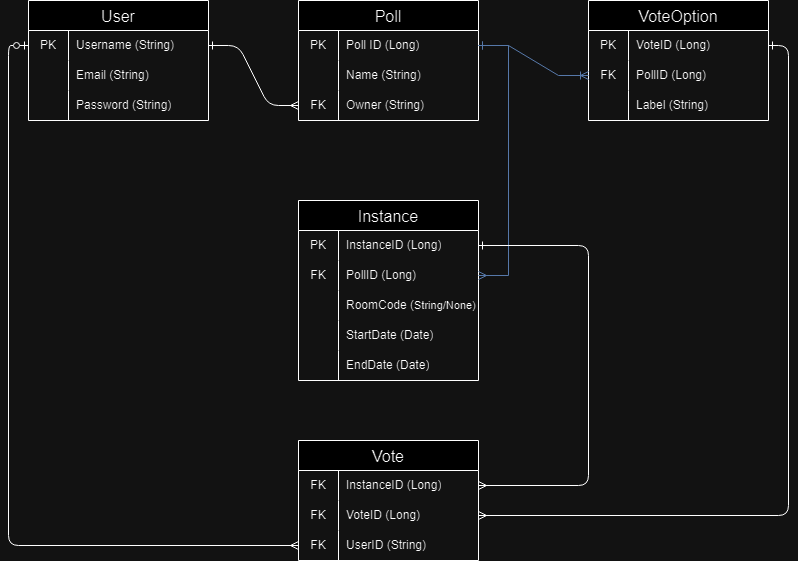 User
PK Username (String)
Email (String)
Password (String)
Poll
PK Poll ID (Long)
Name (String)
FK Owner (String)
VoteOption
PK VoteID (Long)
FK PollID (Long)
Label (String)
Instance
PK InstanceID (Long)
FK PollID (Long)
RoomCode (String/None)
StartDate (Date)
EndDate (Date)
Vote
FK InstanceID (Long)
FK VoteID (Long)
FK UserID (String)